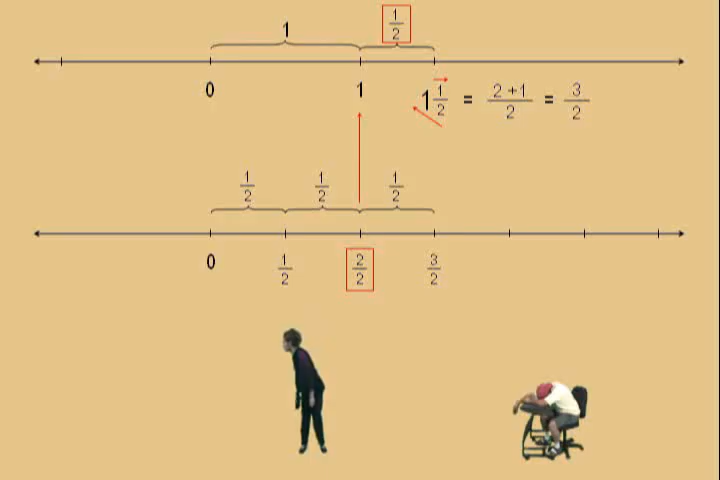 1 1/2
0 1 1 1/2 = 2 +1/2 = 3/2
1/2 1/2 1/2
0 1/2 2/2 3/2